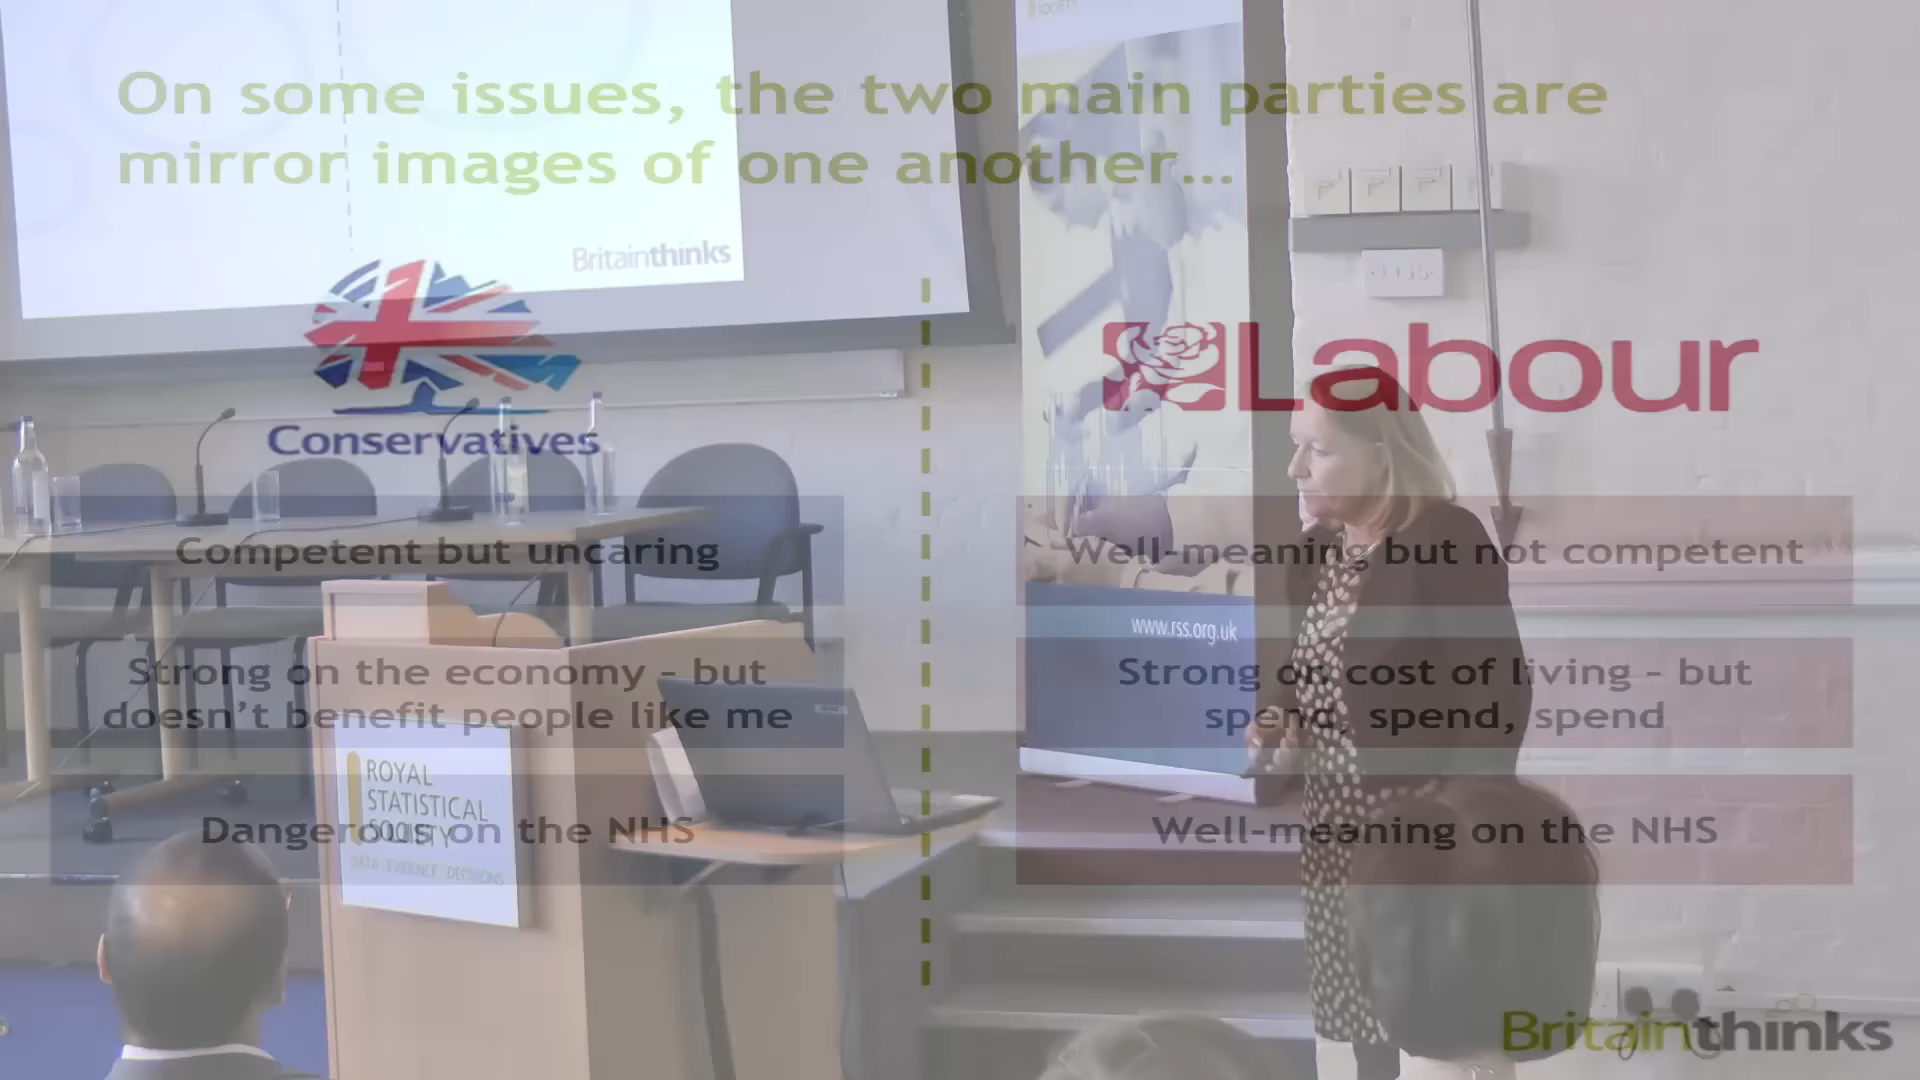 SOCIETY
On some issues, the two main parties are
mirror images of one another...
Britainthinks
Conservatives
Labour
Competent but uncaring
Well-meaning but not competent
www.rss.org.uk
Strong on the economy - but
doesn't benefit people like me
Strong on cost of living - but
spend, spend, spend
ROYAL
STATISTICAL
SOCIETY
DATA EVIDENCE DECISIONS
Dangerous on the NHS
Well-meaning on the NHS
Britainthinks